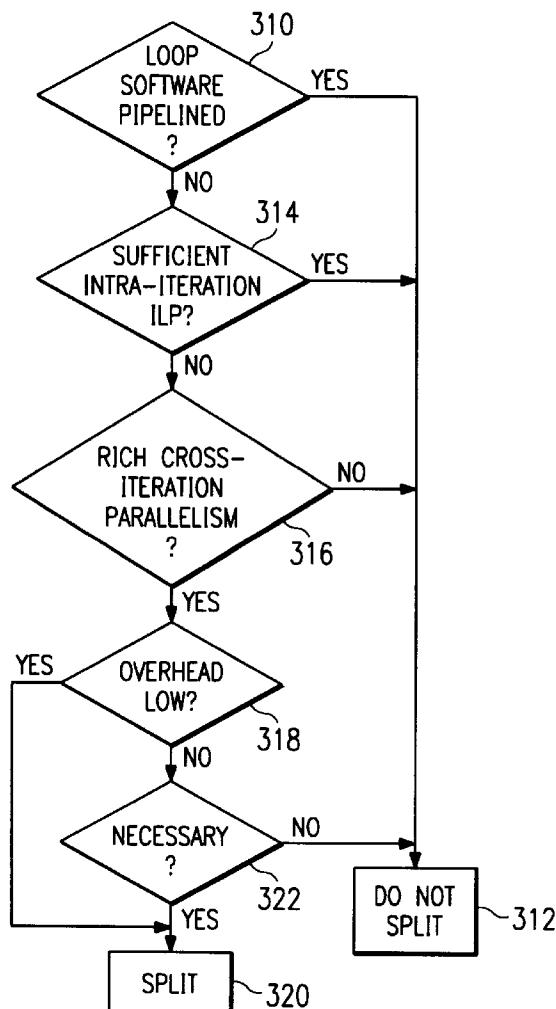 310
LOOP
SOFTWARE
PIPELINED
?
YES
NO
314
SUFFICIENT
INTRA-ITERATION
ILP?
YES
NO
RICH CROSS-
ITERATION
PARALLELISM
?
NO
316
YES
YES
OVERHEAD
LOW?
318
NO
NECESSARY
?
NO
322
YES
DO NOT
SPLIT
312
SPLIT
320